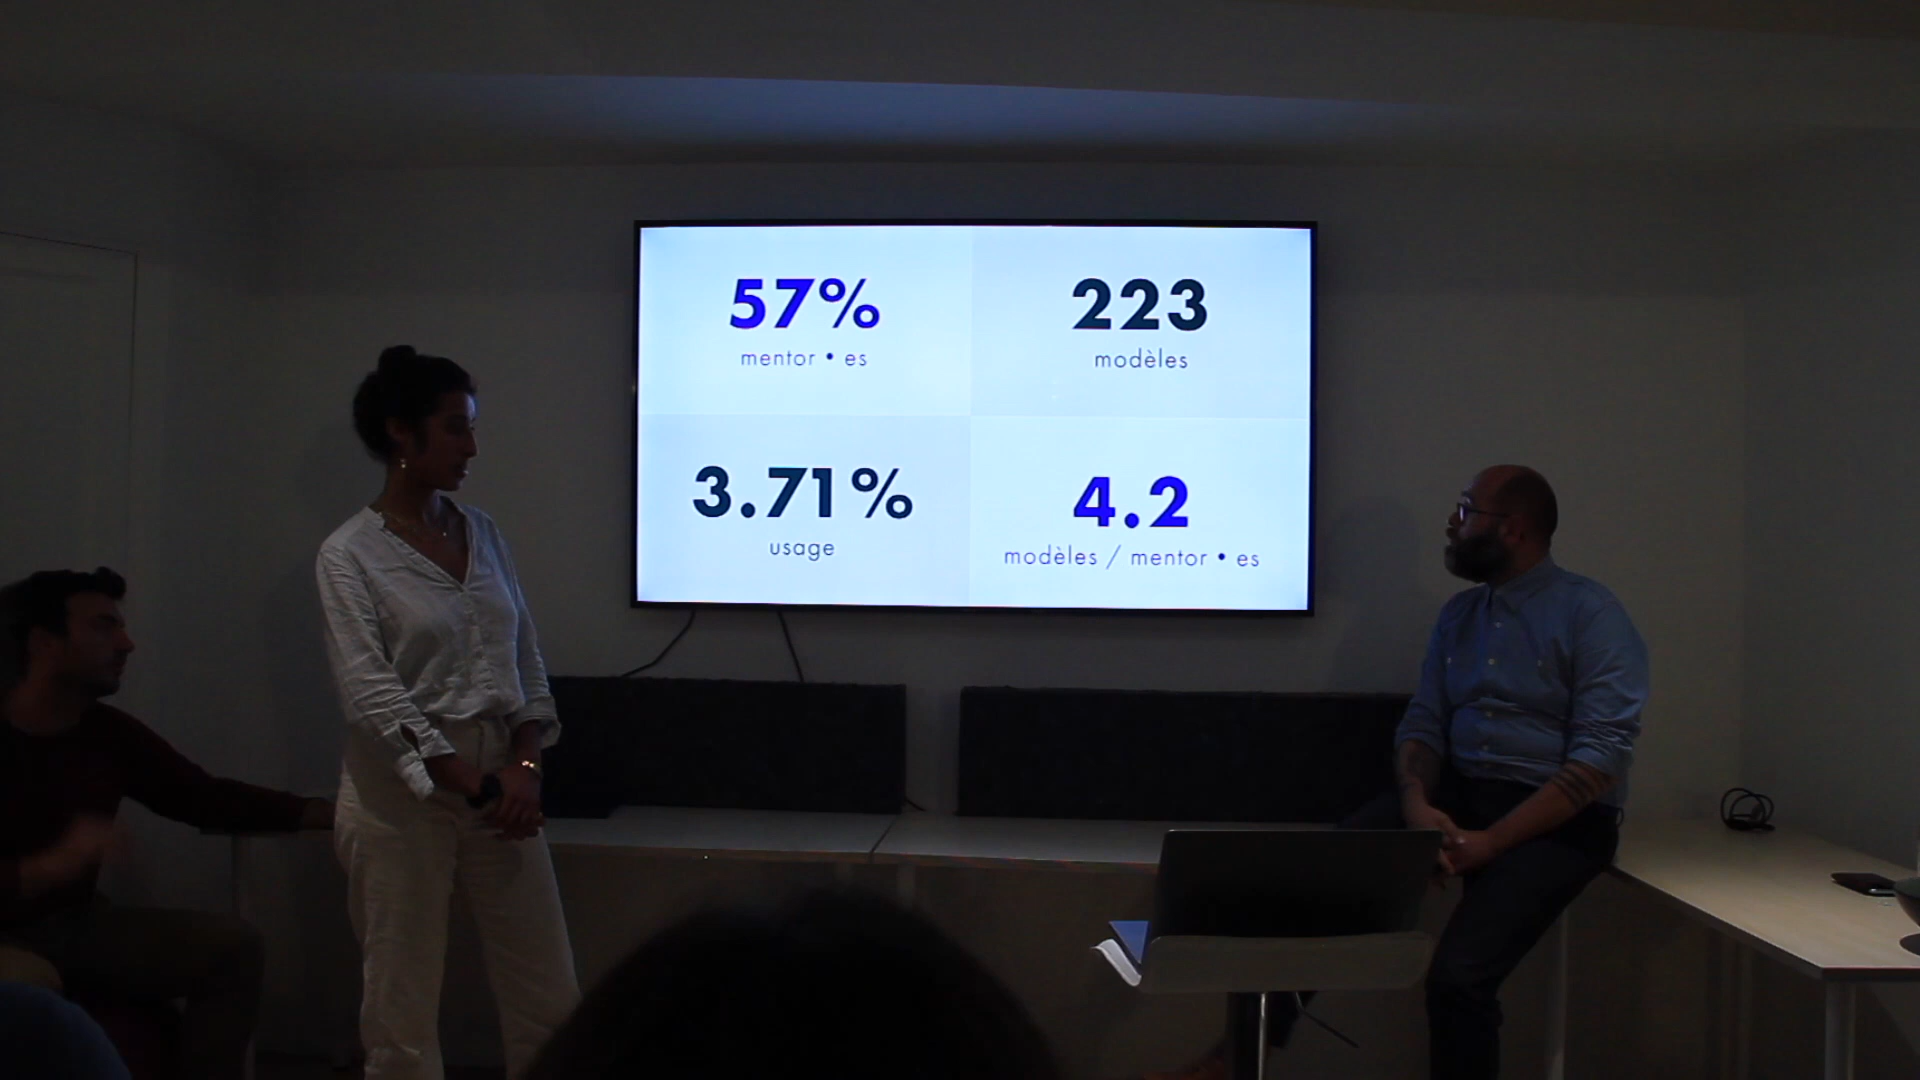 57%
mentor • es
223
modèles
3.71%
usage
4.2
modèles / mentor • es